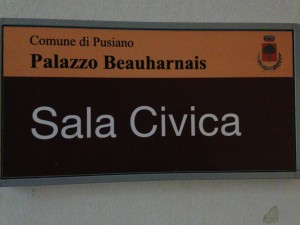 Comune di Pusiano
Palazzo Beauharnais
Sala Civica